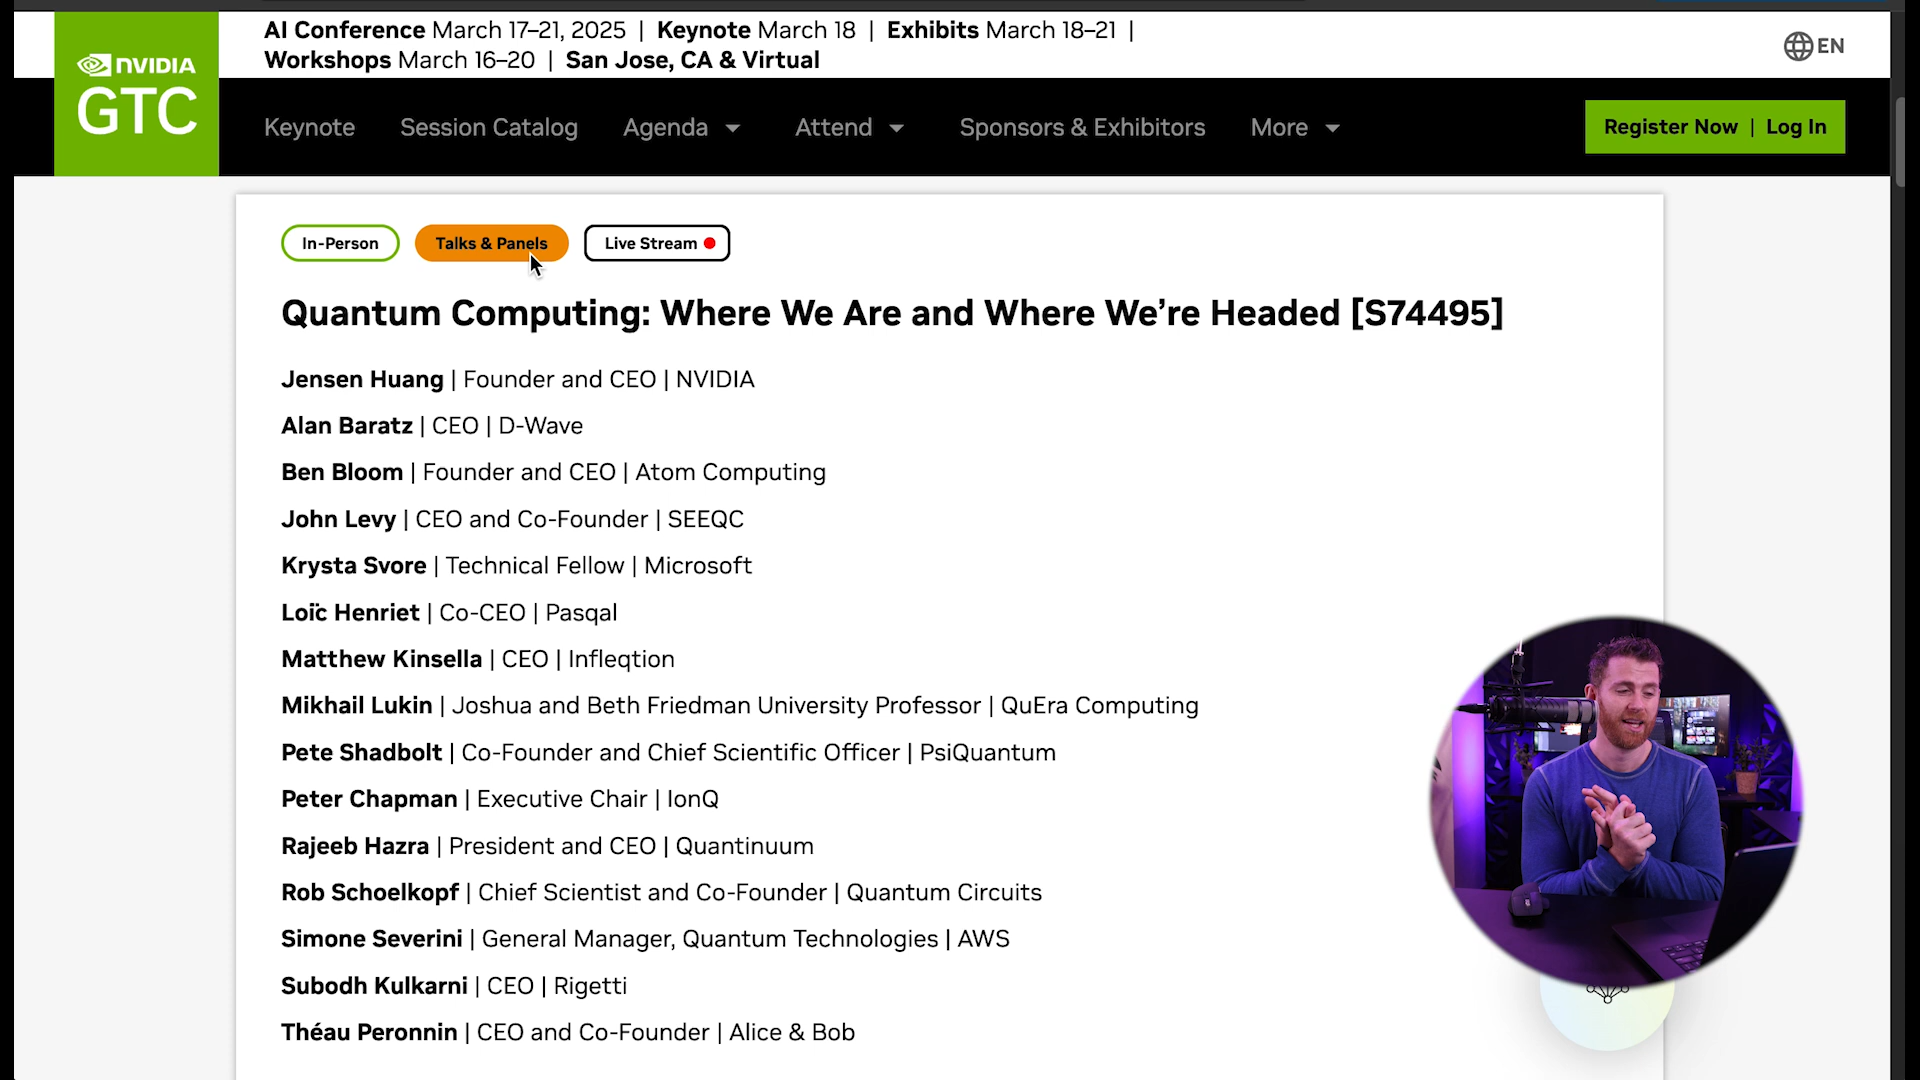 AI Conference March 17–21, 2025 | Keynote March 18 | Exhibits March 18–21 |
Workshops March 16–20 | San Jose, CA & Virtual
EN
NVIDIA
GTC
Keynote
Session Catalog
Agenda
Attend
Sponsors & Exhibitors
More
Register Now | Log In
In-Person
Talks & Panels
Live Stream
Quantum Computing: Where We Are and Where We’re Headed [S74495]
Jensen Huang | Founder and CEO | NVIDIA
Alan Baratz | CEO | D-Wave
Ben Bloom | Founder and CEO | Atom Computing
John Levy | CEO and Co-Founder | SEEQC
Krysta Svore | Technical Fellow | Microsoft
Loïc Henriet | Co-CEO | Pasqal
Matthew Kinsella | CEO | Infleqtion
Mikhail Lukin | Joshua and Beth Friedman University Professor | QuEra Computing
Pete Shadbolt | Co-Founder and Chief Scientific Officer | PsiQuantum
Peter Chapman | Executive Chair | IonQ
Rajeeb Hazra | President and CEO | Quantinuum
Rob Schoelkopf | Chief Scientist and Co-Founder | Quantum Circuits
Simone Severini | General Manager, Quantum Technologies | AWS
Subodh Kulkarni | CEO | Rigetti
Théau Peronnin | CEO and Co-Founder | Alice & Bob